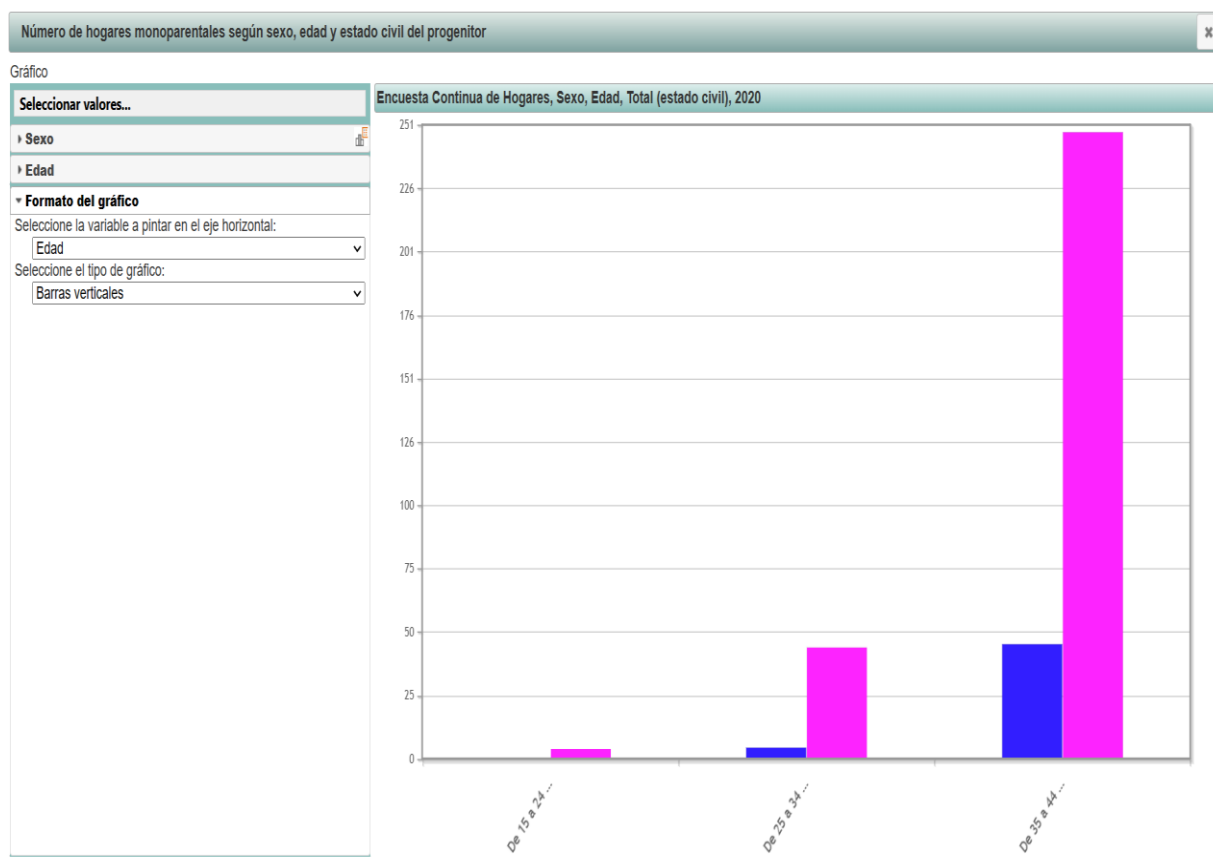 Número de hogares monoparentales según sexo, edad y estado civil del progenitor
Gráfico
Seleccionar valores...
Sexo
Edad
Formato del gráfico
Seleccione la variable a pintar en el eje horizontal:
Edad
Seleccione el tipo de gráfico:
Barras verticales
Encuesta Continua de Hogares, Sexo, Edad, Total (estado civil), 2020
251
226
201
176
151
126
100
75
50
25
0
De 15 a 24 ...
De 25 a 34 ...
De 35 a 44 ...